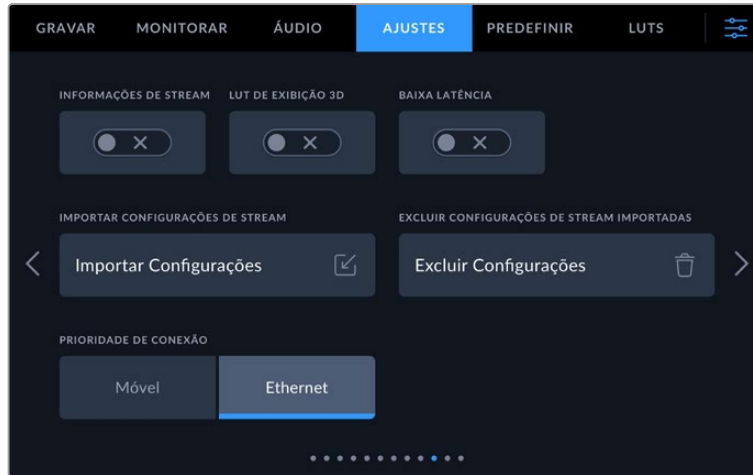 GRAVAR MONITORAR ÁUDIO AJUSTES PREDEFINIR LUTS
INFORMAÇÕES DE STREAM LUT DE EXIBIÇÃO 3D BAIXA LATÊNCIA
IMPORTAR CONFIGURAÇÕES DE STREAM EXCLUIR CONFIGURAÇÕES DE STREAM IMPORTADAS
Importar Configurações Excluir Configurações
PRIORIDADE DE CONEXÃO
Móvel Ethernet